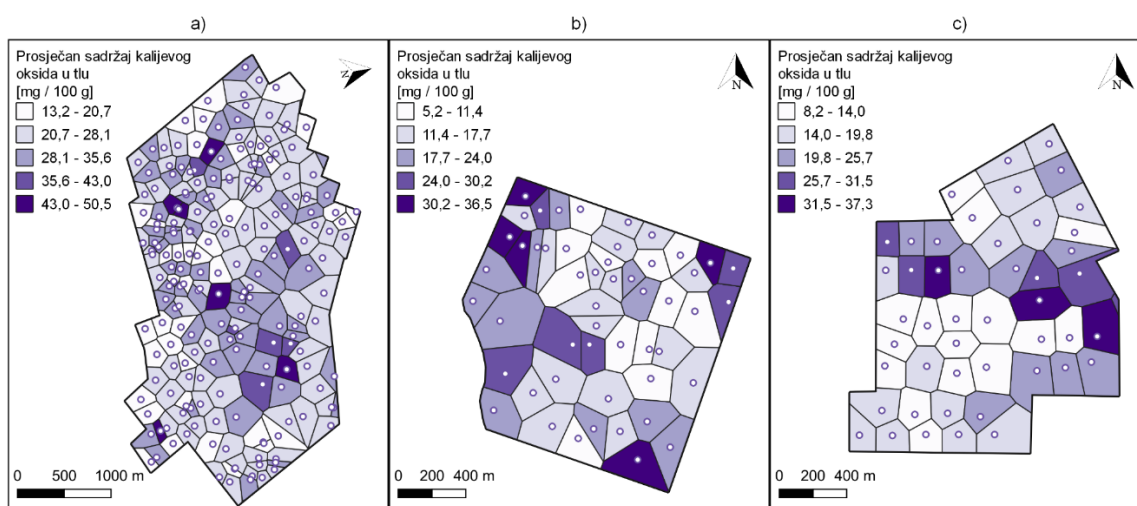 a)
Prosječan sadržaj kalijevog
oksida u tlu
[mg / 100 g]
13,2 - 20,7
20,7 - 28,1
28,1 - 35,6
35,6 - 43,0
43,0 - 50,5
N
0 500 1000 m
b)
Prosječan sadržaj kalijevog
oksida u tlu
[mg / 100 g]
5,2 - 11,4
11,4 - 17,7
17,7 - 24,0
24,0 - 30,2
30,2 - 36,5
N
0 200 400 m
c)
Prosječan sadržaj kalijevog
oksida u tlu
[mg / 100 g]
8,2 - 14,0
14,0 - 19,8
19,8 - 25,7
25,7 - 31,5
31,5 - 37,3
N
0 200 400 m